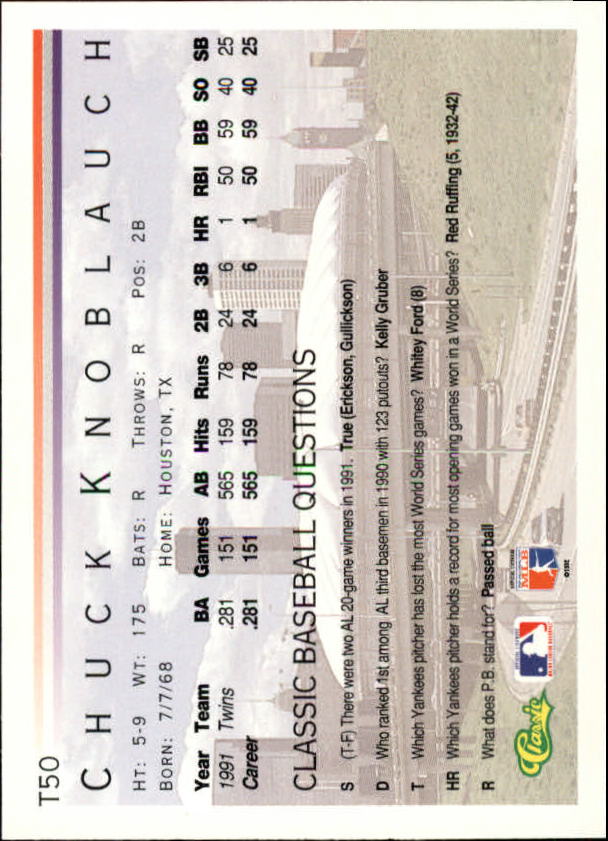 T50
CHUCK KNOBLAUCH
HT: 5-9 WT: 175 BATS: R THROWS: R POS: 2B
BORN: 7/7/68 HOME: HOUSTON, TX
Year Team BA Games AB Hits Runs 2B 3B HR RBI BB SO SB
1991 Twins .281 151 565 159 78 24 6 1 50 59 40 25
Career .281 151 565 159 78 24 6 1 50 59 40 25
CLASSIC BASEBALL QUESTIONS
S (T-F) There were two AL 20-game winners in 1991. True (Erickson, Gullickson)
D Who ranked 1st among AL third basemen in 1990 with 123 putouts? Kelly Gruber
T Which Yankees pitcher has lost the most World Series games? Whitey Ford (8)
HR Which Yankees pitcher holds a record for most opening games won in a World Series? Red Ruffing (5, 1932-42)
R What does P.B. stand for? Passed ball
Classic
MLB